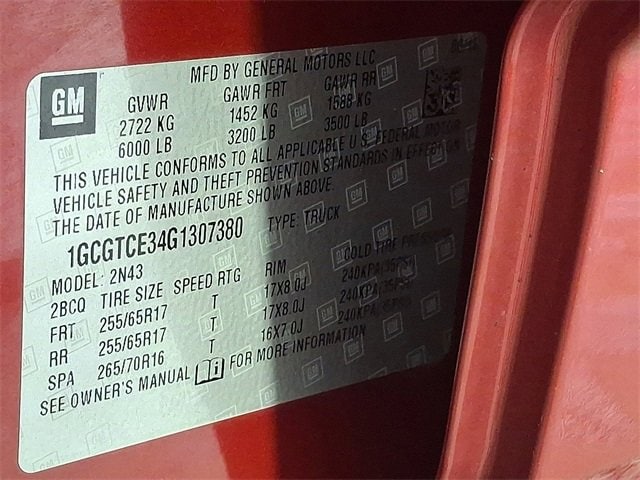 GM
MFD BY GENERAL MOTORS LLC
GVWR GAWR FRT GAWR RR
2722 KG 1452 KG 1588 KG
6000 LB 3200 LB 3500 LB
THIS VEHICLE CONFORMS TO ALL APPLICABLE U.S. FEDERAL MOTOR
VEHICLE SAFETY AND THEFT PREVENTION STANDARDS IN EFFECT ON
THE DATE OF MANUFACTURE SHOWN ABOVE.
1GCGTCE34G1307380 TYPE: TRUCK
MODEL: 2N43
2BCQ TIRE SIZE SPEED RTG RIM COLD TIRE PRESSURE
FRT 255/65R17 T 17X8.0J 240KPA(35PSI)
RR 255/65R17 T 17X8.0J 240KPA(35PSI)
SPA 265/70R16 T 16X7.0J 240KPA(35PSI)
SEE OWNER'S MANUAL FOR MORE INFORMATION